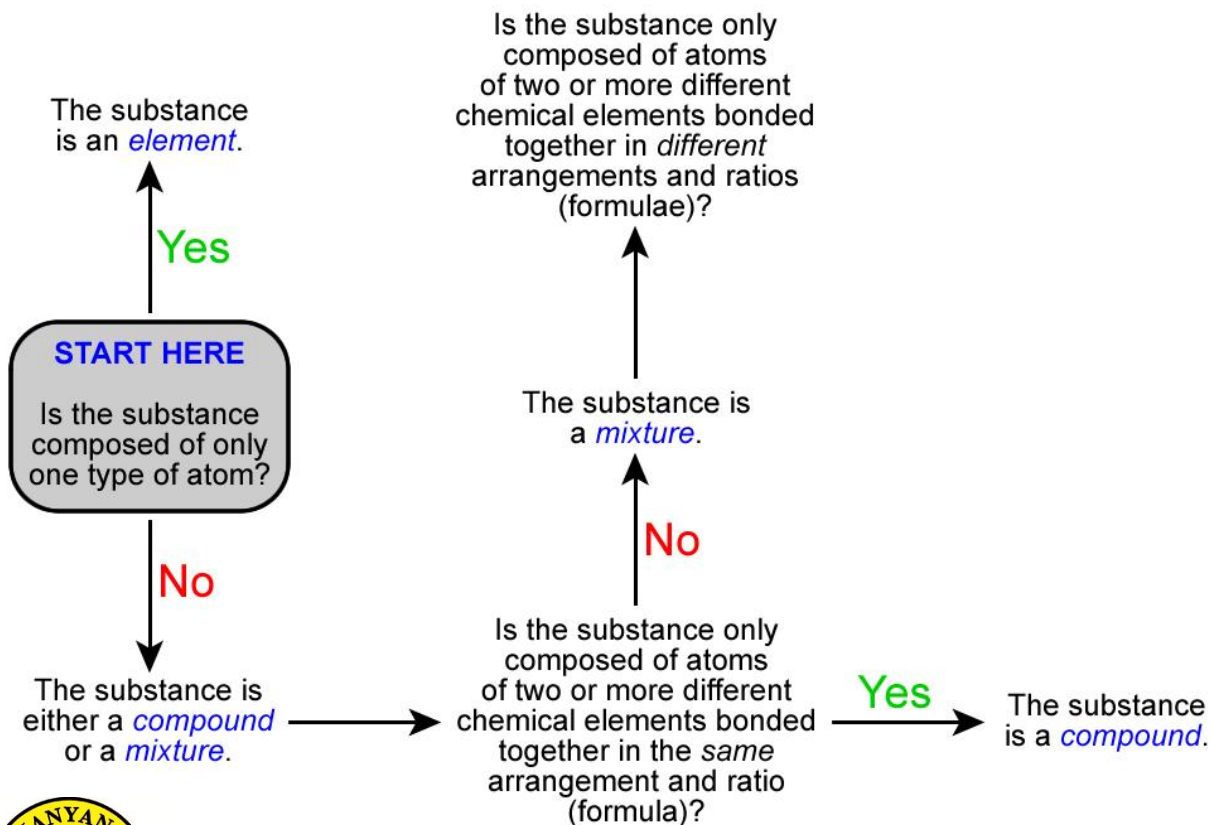 START HERE
Is the substance
composed of only
one type of atom?
Yes
The substance
is an element.
No
The substance is
either a compound
or a mixture.
Is the substance only
composed of atoms
of two or more different
chemical elements bonded
together in the same
arrangement and ratio
(formula)?
Yes
The substance
is a compound.
No
The substance is
a mixture.
Is the substance only
composed of atoms
of two or more different
chemical elements bonded
together in different
arrangements and ratios
(formulae)?